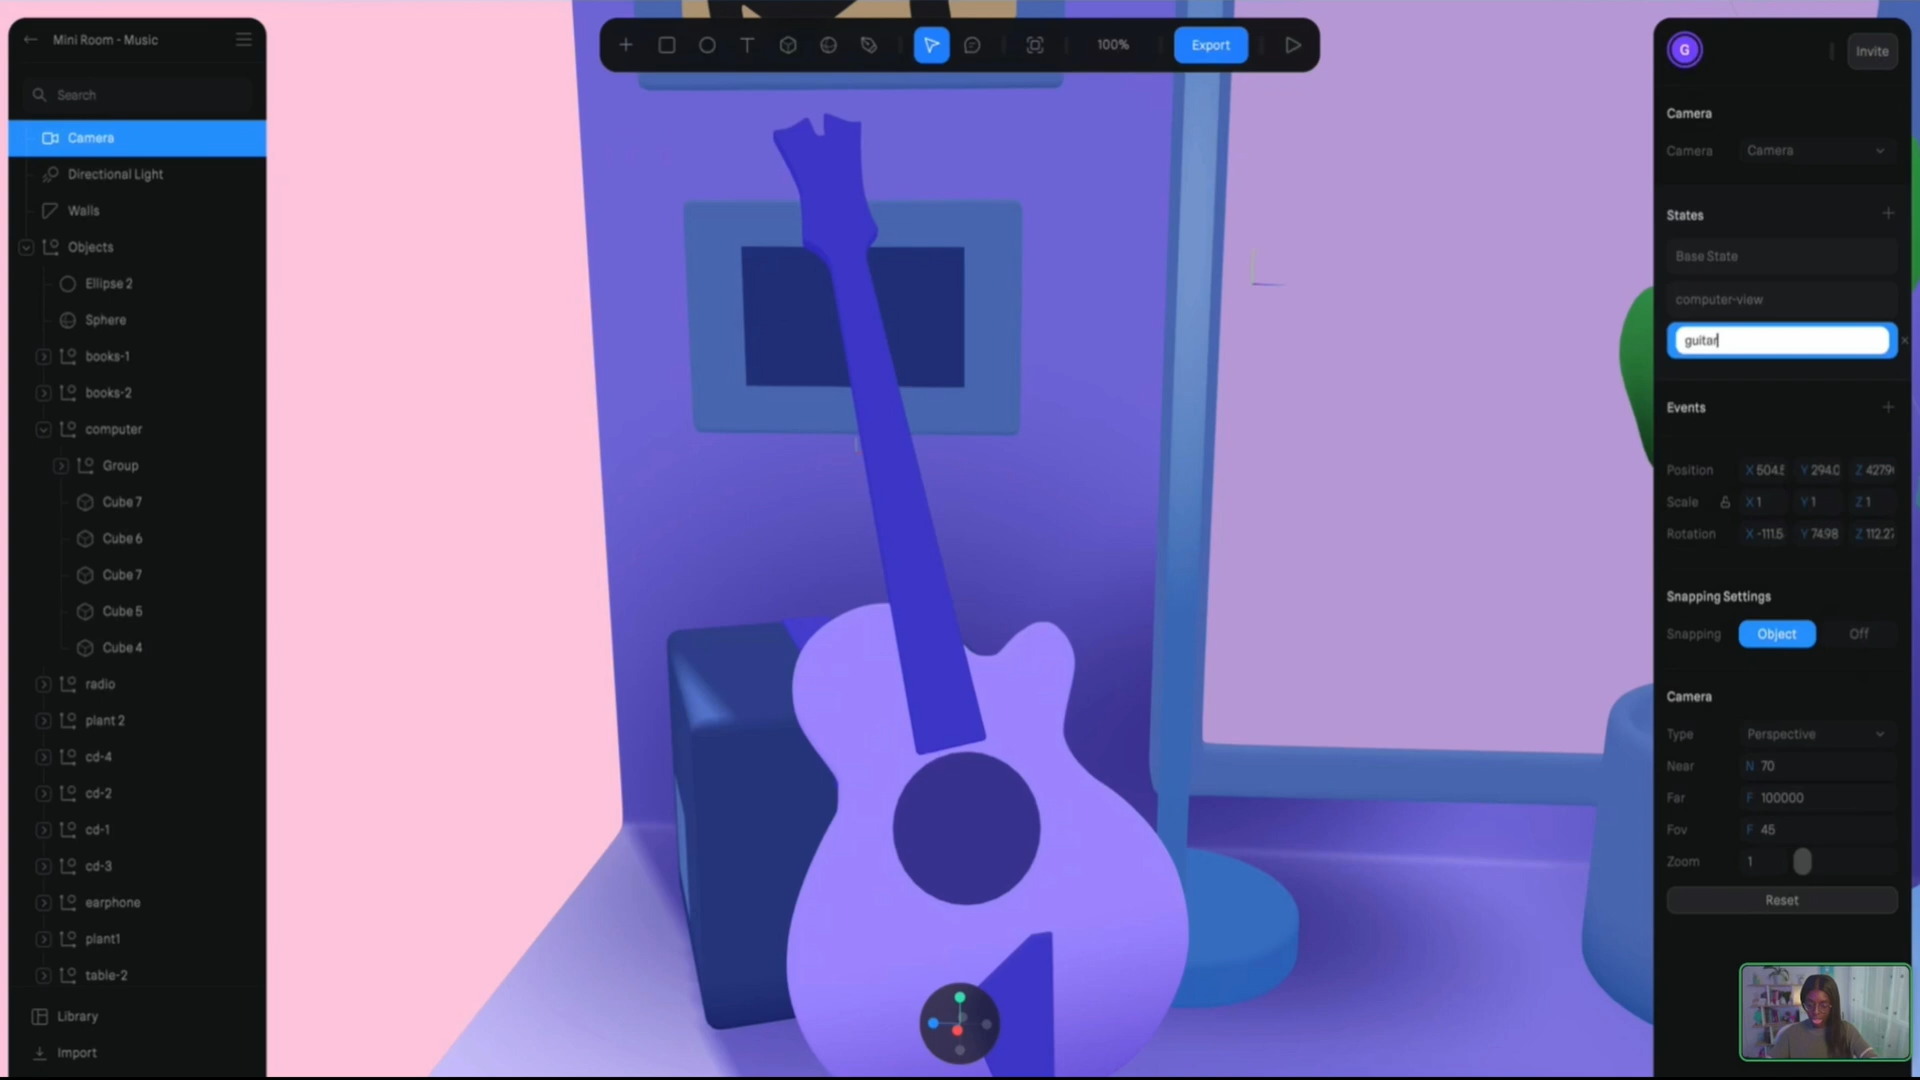 Mini Room - Music
Search
Camera
Directional Light
Walls
Objects
Ellipse 2
Sphere
books-1
books-2
computer
Group
Cube 7
Cube 6
Cube 7
Cube 5
Cube 4
radio
plant 2
cd-4
cd-2
cd-1
cd-3
earphone
plant1
table-2
Library
Import
T
100%
Export
G
Invite
Camera
Camera Camera
States
Base State
computer-view
guitar
Events
Position X 504.5 Y 294.0 Z 427.9
Scale X 1 Y 1 Z 1
Rotation X -111.5 Y 74.98 Z 112.27
Snapping Settings
Snapping Object Off
Camera
Type Perspective
Near N 70
Far F 100000
Fov F 45
Zoom 1
Reset